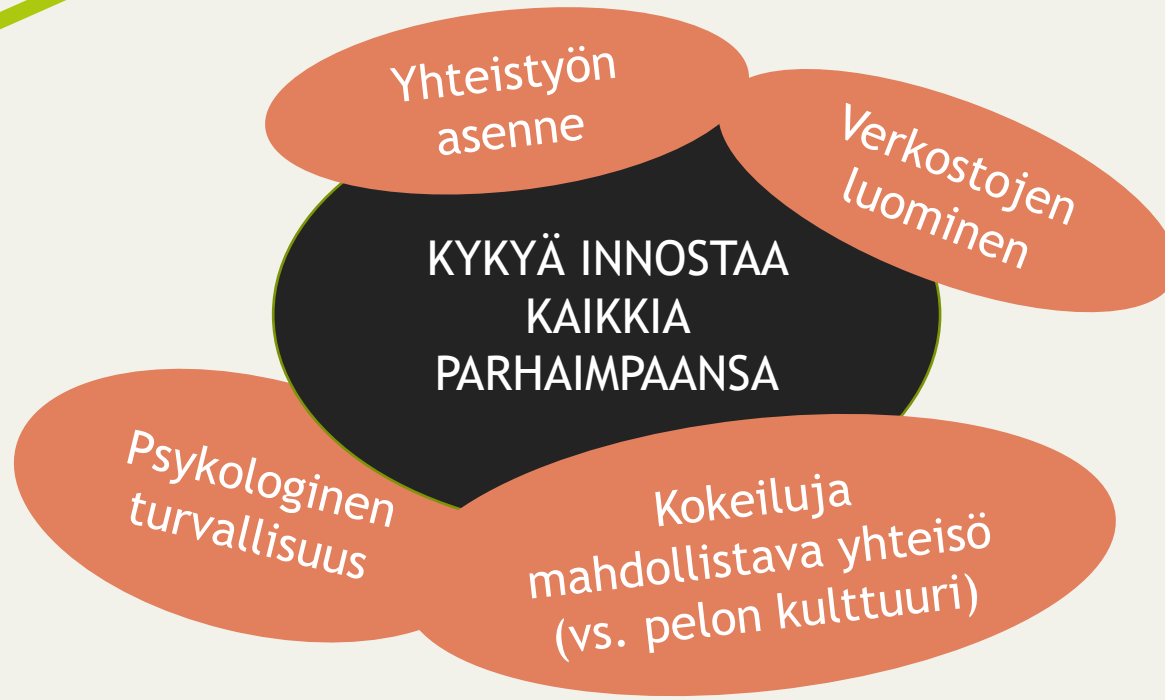 Yhteistyön
asenne
Verkostojen
luominen
KYKYÄ INNOSTAA
KAIKKIA
PARHAIMPAANSA
Psykologinen
turvallisuus
Kokeiluja
mahdollistava yhteisö
(vs. pelon kulttuuri)